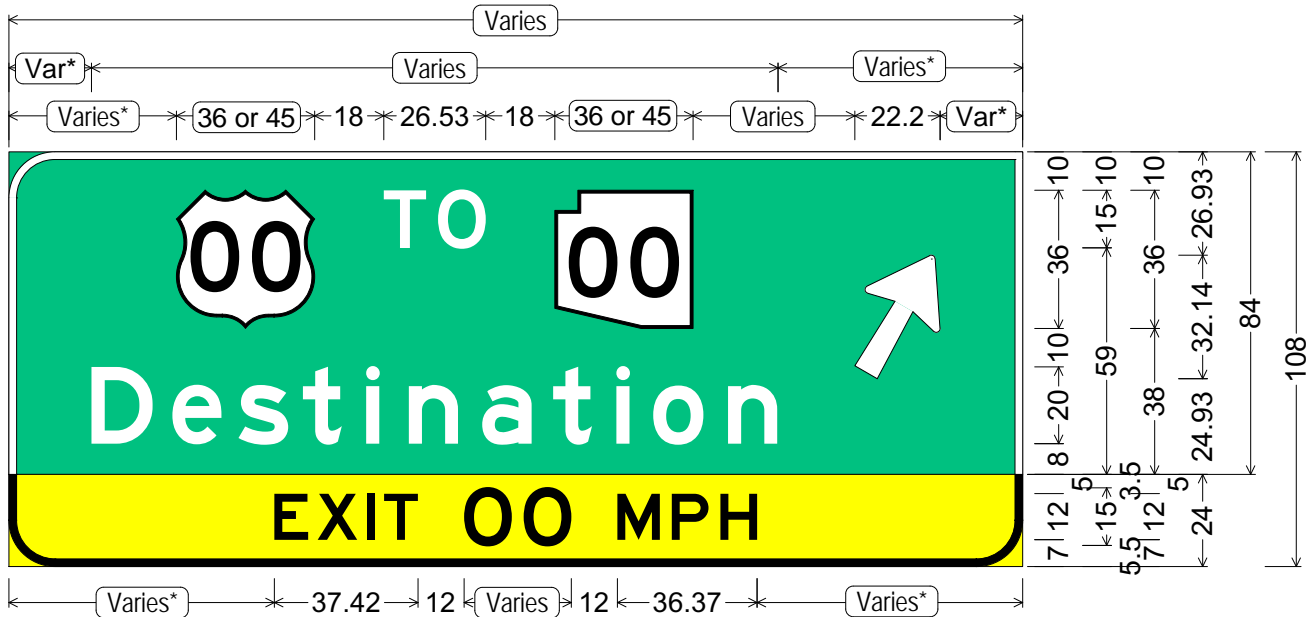 Varies
Var* Varies Varies*
Varies* 36 or 45 18 26.53 18 36 or 45 Varies 22.2 Var*
00 TO 00
Destination
EXIT 00 MPH
10 36 10 20 8 12 7
10 15 59 5 15 5.5
10 36 38 3.5 12 7
26.93 32.14 24.93 5 24
84
108
Varies* 37.42 12 Varies 12 36.37 Varies*